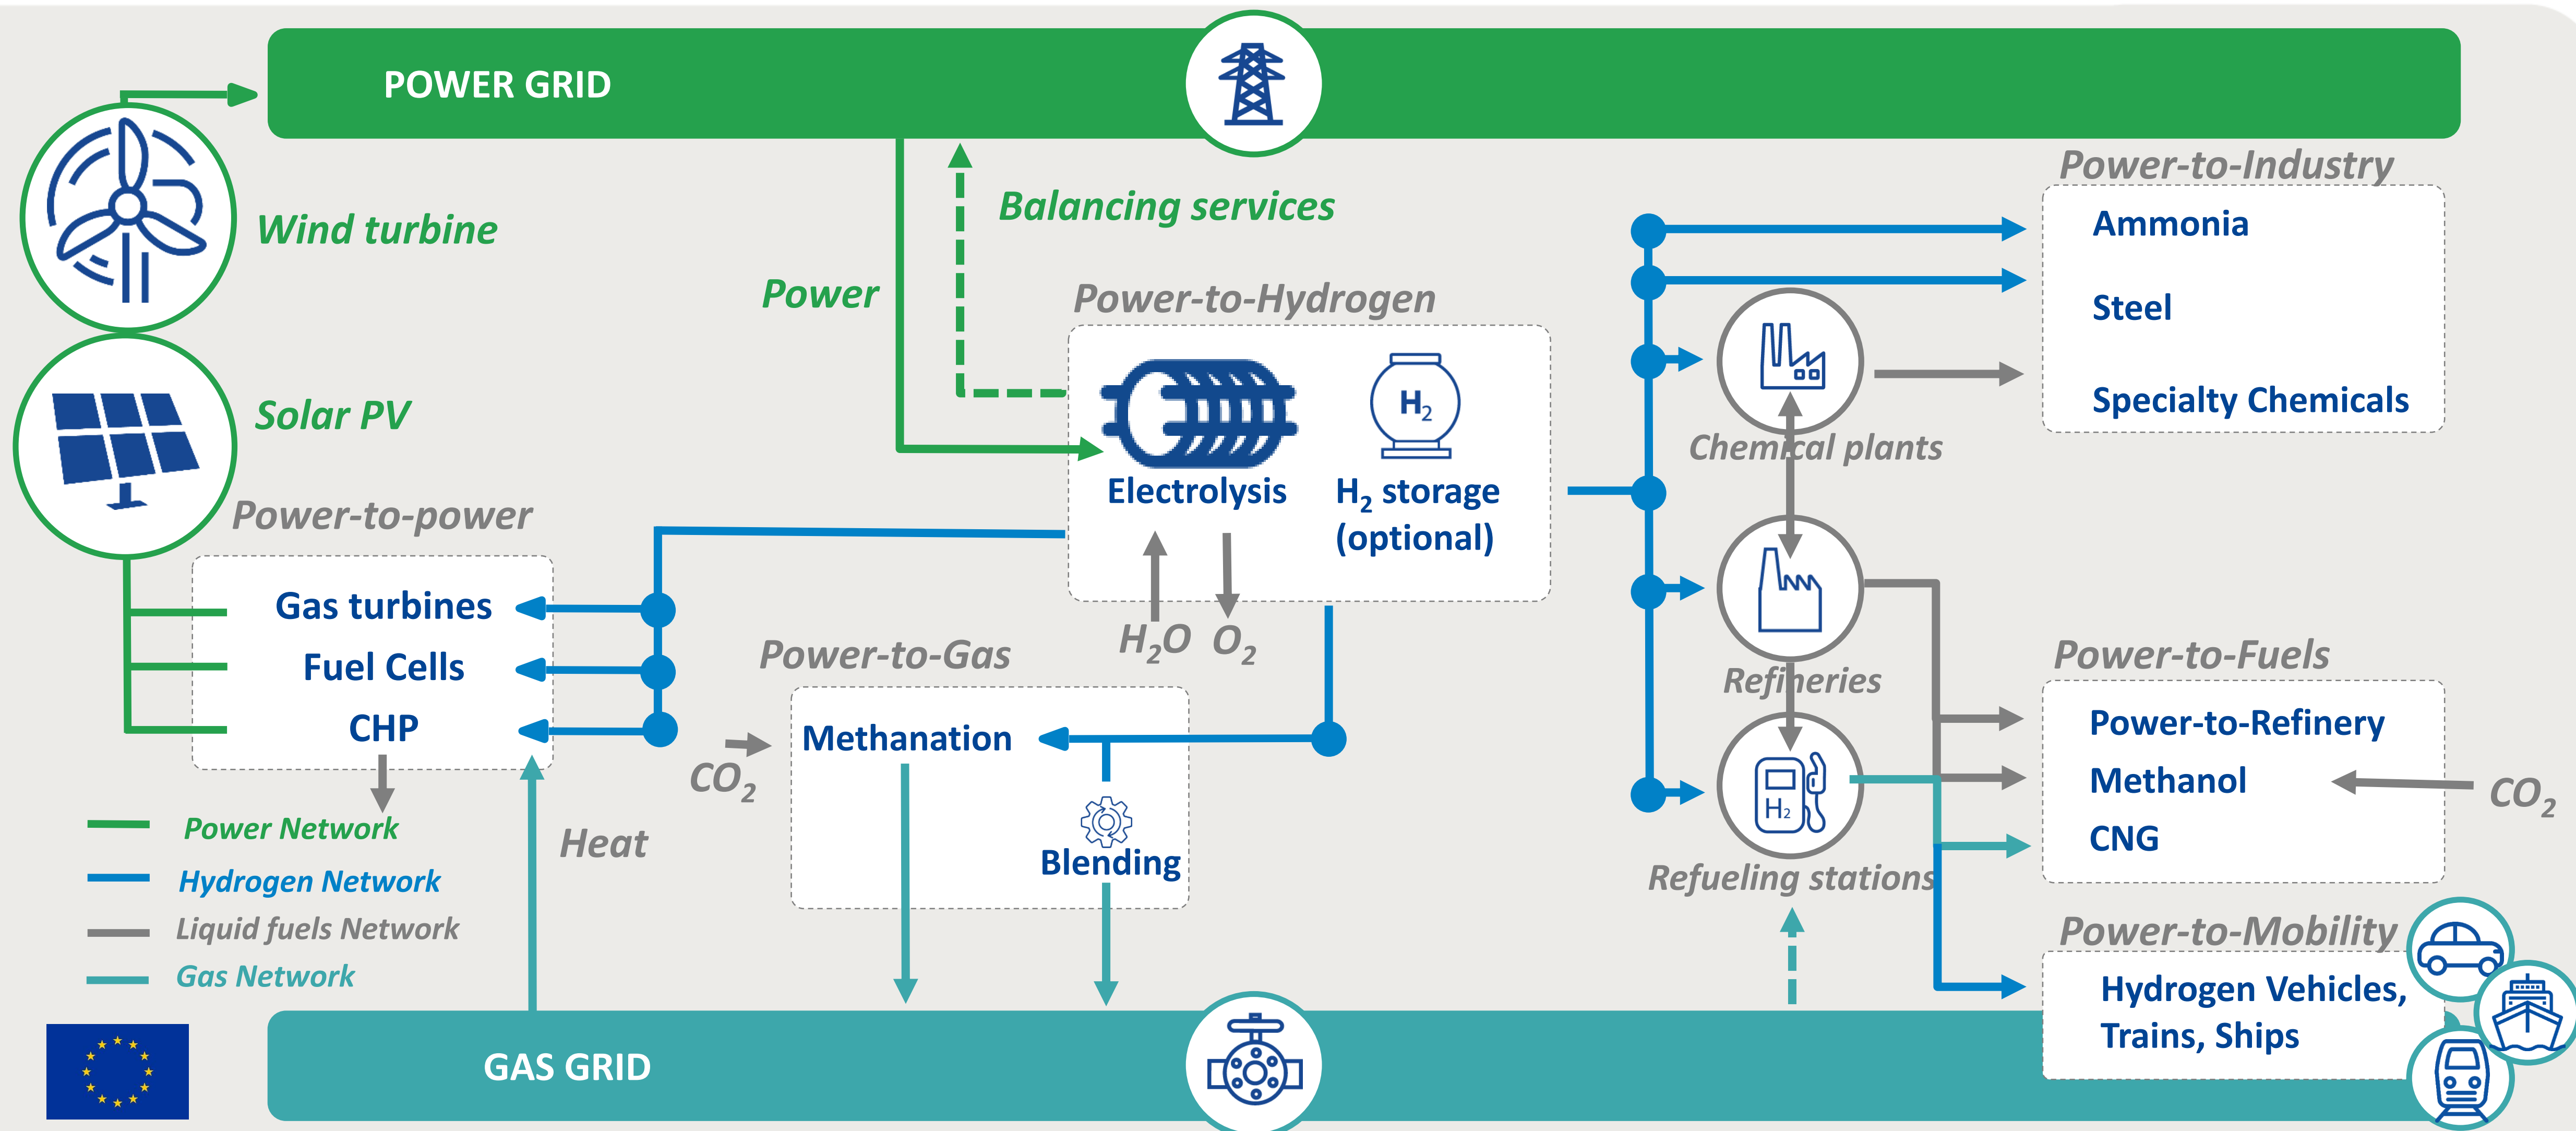 POWER GRID
Power-to-Industry
Ammonia
Steel
Specialty Chemicals
Balancing services
Wind turbine
Power
Power-to-Hydrogen
H2
Electrolysis
H2 storage
(optional)
H2O
O2
Solar PV
Power-to-power
Gas turbines
Fuel Cells
CHP
Heat
Chemical plants
Refineries
H2
Refueling stations
Power-to-Gas
Methanation
CO2
Blending
Power-to-Fuels
Power-to-Refinery
Methanol
CNG
CO2
Power-to-Mobility
Hydrogen Vehicles,
Trains, Ships
Power Network
Hydrogen Network
Liquid fuels Network
Gas Network
GAS GRID